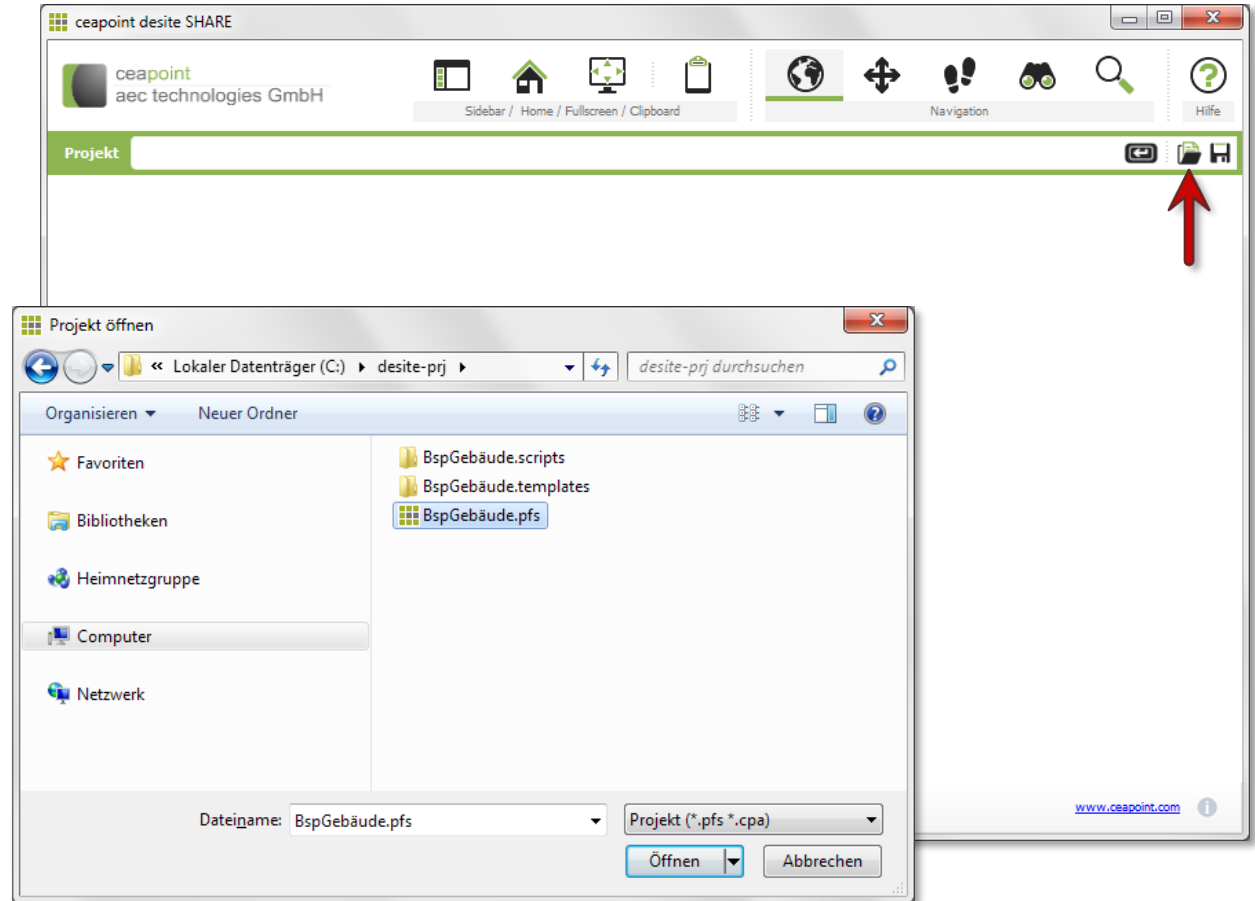 ceapoint desite SHARE
ceapoint
aec technologies GmbH
Sidebar / Home / Fullscreen / Clipboard
Navigation
Hilfe
Projekt
Projekt öffnen
« Lokaler Datenträger (C:) desite-prj
desite-prj durchsuchen
Organisieren Neuer Ordner
Favoriten
Bibliotheken
Heimnetzgruppe
Computer
Netzwerk
BspGebäude.scripts
BspGebäude.templates
BspGebäude.pfs
Dateiname: BspGebäude.pfs
Projekt (*.pfs *.cpa)
Öffnen Abbrechen
www.ceapoint.com